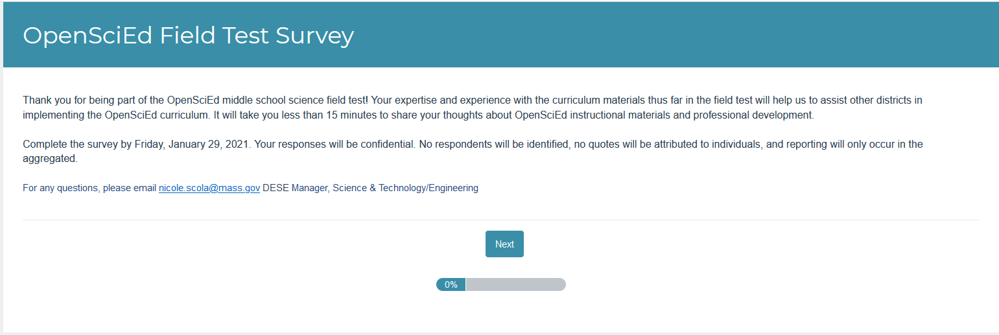 OpenSciEd Field Test Survey
Thank you for being part of the OpenSciEd middle school science field test! Your expertise and experience with the curriculum materials thus far in the field test will help us to assist other districts in
implementing the OpenSciEd curriculum. It will take you less than 15 minutes to share your thoughts about OpenSciEd instructional materials and professional development.
Complete the survey by Friday, January 29, 2021. Your responses will be confidential. No respondents will be identified, no quotes will be attributed to individuals, and reporting will only occur in the
aggregated.
For any questions, please email nicole.scola@mass.gov DESE Manager, Science & Technology/Engineering
Next
0%